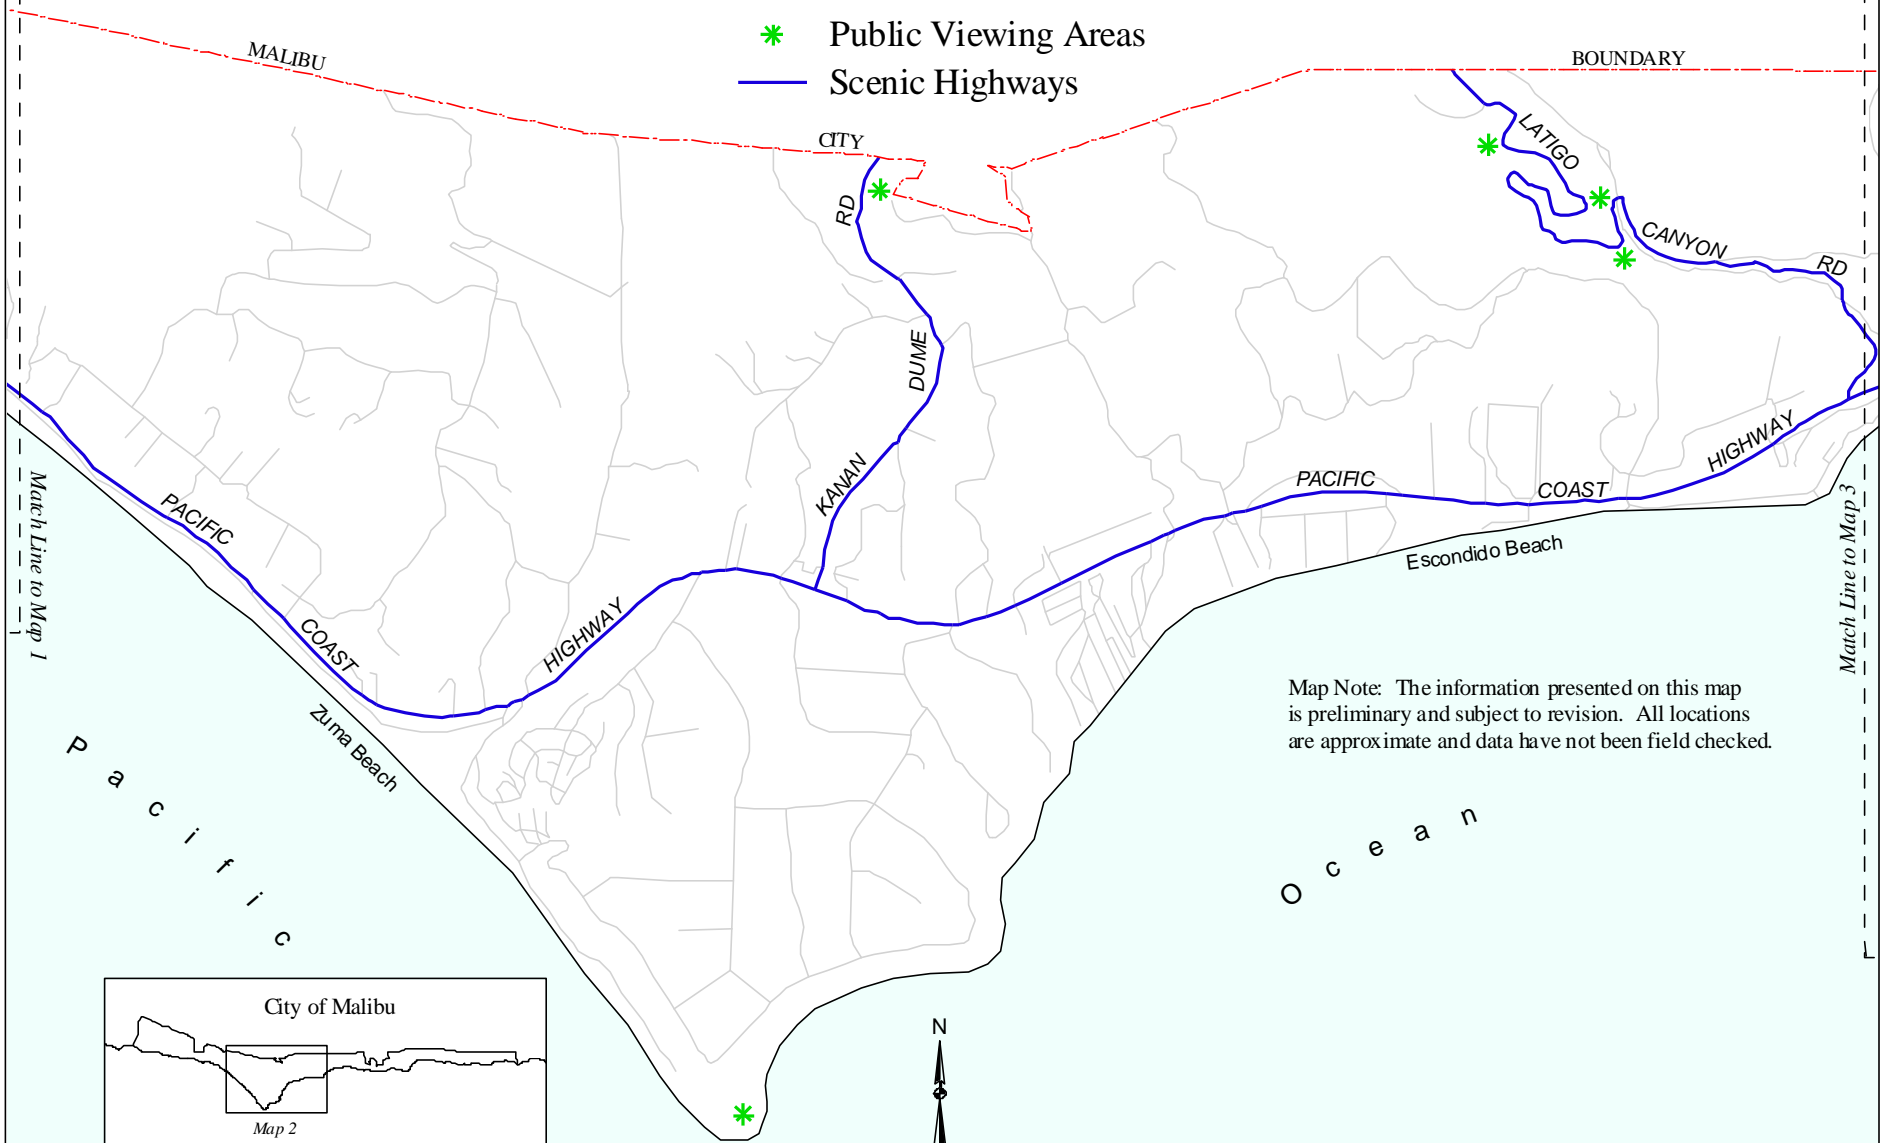 Public Viewing Areas
Scenic Highways
MALIBU
CITY
BOUNDARY
LATIGO
CANYON
RD
RD
DUME
KANAN
PACIFIC
COAST
HIGHWAY
PACIFIC
COAST
HIGHWAY
Match Line to Map 1
Match Line to Map 3
Zuma Beach
Escondido Beach
Map Note: The information presented on this map
is preliminary and subject to revision. All locations
are approximate and data have not been field checked.
Pacific
Ocean
City of Malibu
Map 2
N